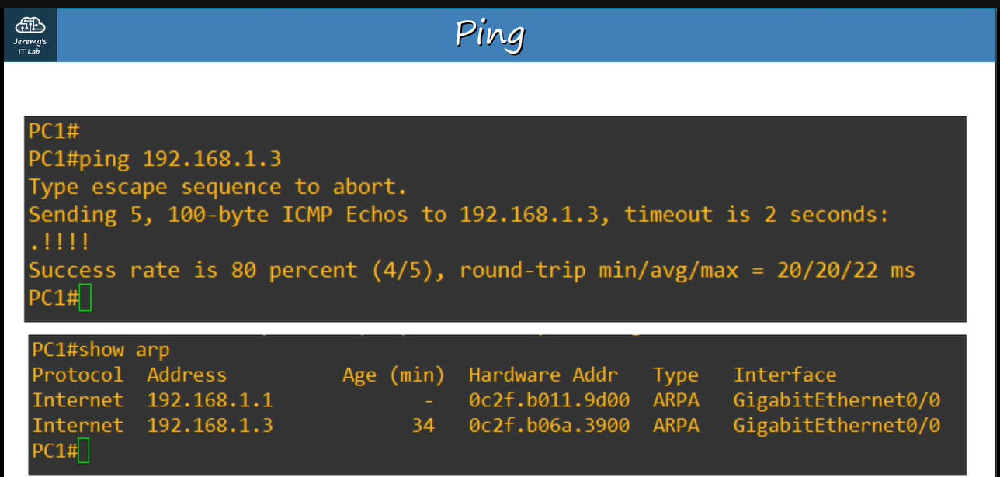 Jeremy's
IT Lab
Ping
PC1#
PC1#ping 192.168.1.3
Type escape sequence to abort.
Sending 5, 100-byte ICMP Echos to 192.168.1.3, timeout is 2 seconds:
.!!!!
Success rate is 80 percent (4/5), round-trip min/avg/max = 20/20/22 ms
PC1#
PC1#show arp
Protocol  Address          Age (min)  Hardware Addr   Type   Interface
Internet  192.168.1.1             -   0c2f.b011.9d00  ARPA   GigabitEthernet0/0
Internet  192.168.1.3            34   0c2f.b06a.3900  ARPA   GigabitEthernet0/0
PC1#